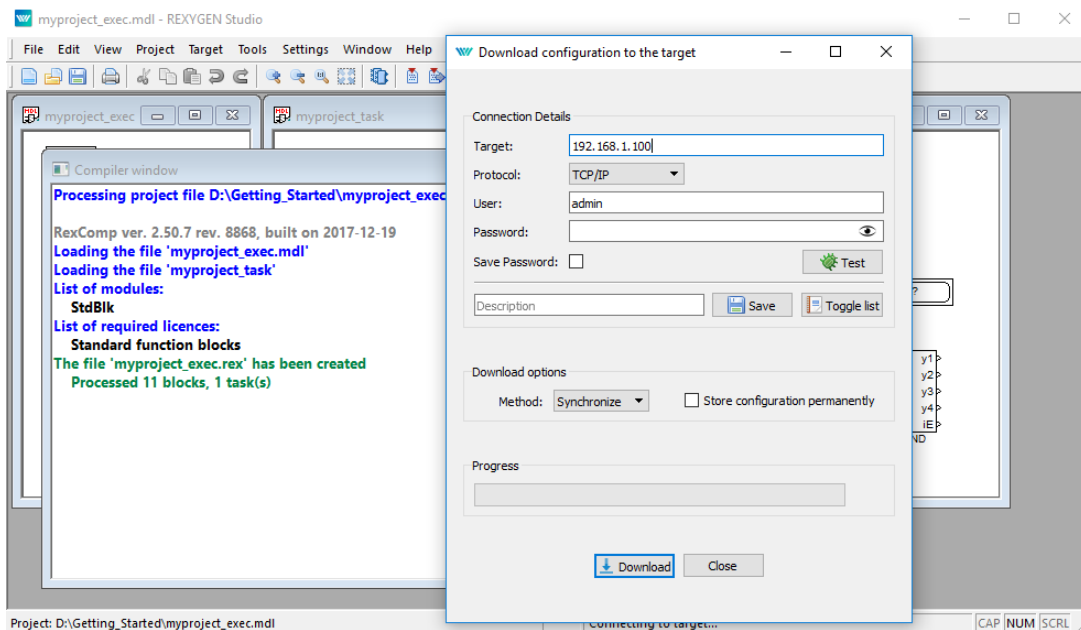 myproject_exec.mdl - REXYGEN Studio
File Edit View Project Target Tools Settings Window Help
myproject_exec
myproject_task
Compiler window
Processing project file D:\Getting_Started\myproject_exec
RexComp ver. 2.50.7 rev. 8868, built on 2017-12-19
Loading the file 'myproject_exec.mdl'
Loading the file 'myproject_task'
List of modules:
StdBlk
List of required licences:
Standard function blocks
The file 'myproject_exec.rex' has been created
Processed 11 blocks, 1 task(s)
Download configuration to the target
Connection Details
Target: 192.168.1.100
Protocol: TCP/IP
User: admin
Password:
Save Password: Test
Description Save Toggle list
Download options
Method: Synchronize Store configuration permanently
Progress
Download Close
?
y1
y2
y3
y4
iE
ND
Project: D:\Getting_Started\myproject_exec.mdl
Connecting to target...
CAP NUM SCRL